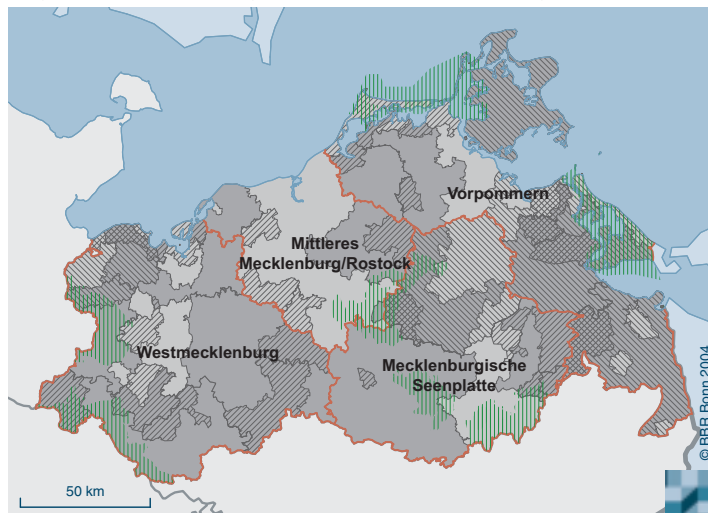 Vorpommern
Mittleres
Mecklenburg/Rostock
Westmecklenburg
Mecklenburgische
Seenplatte
50 km
© BBR Bonn 2004